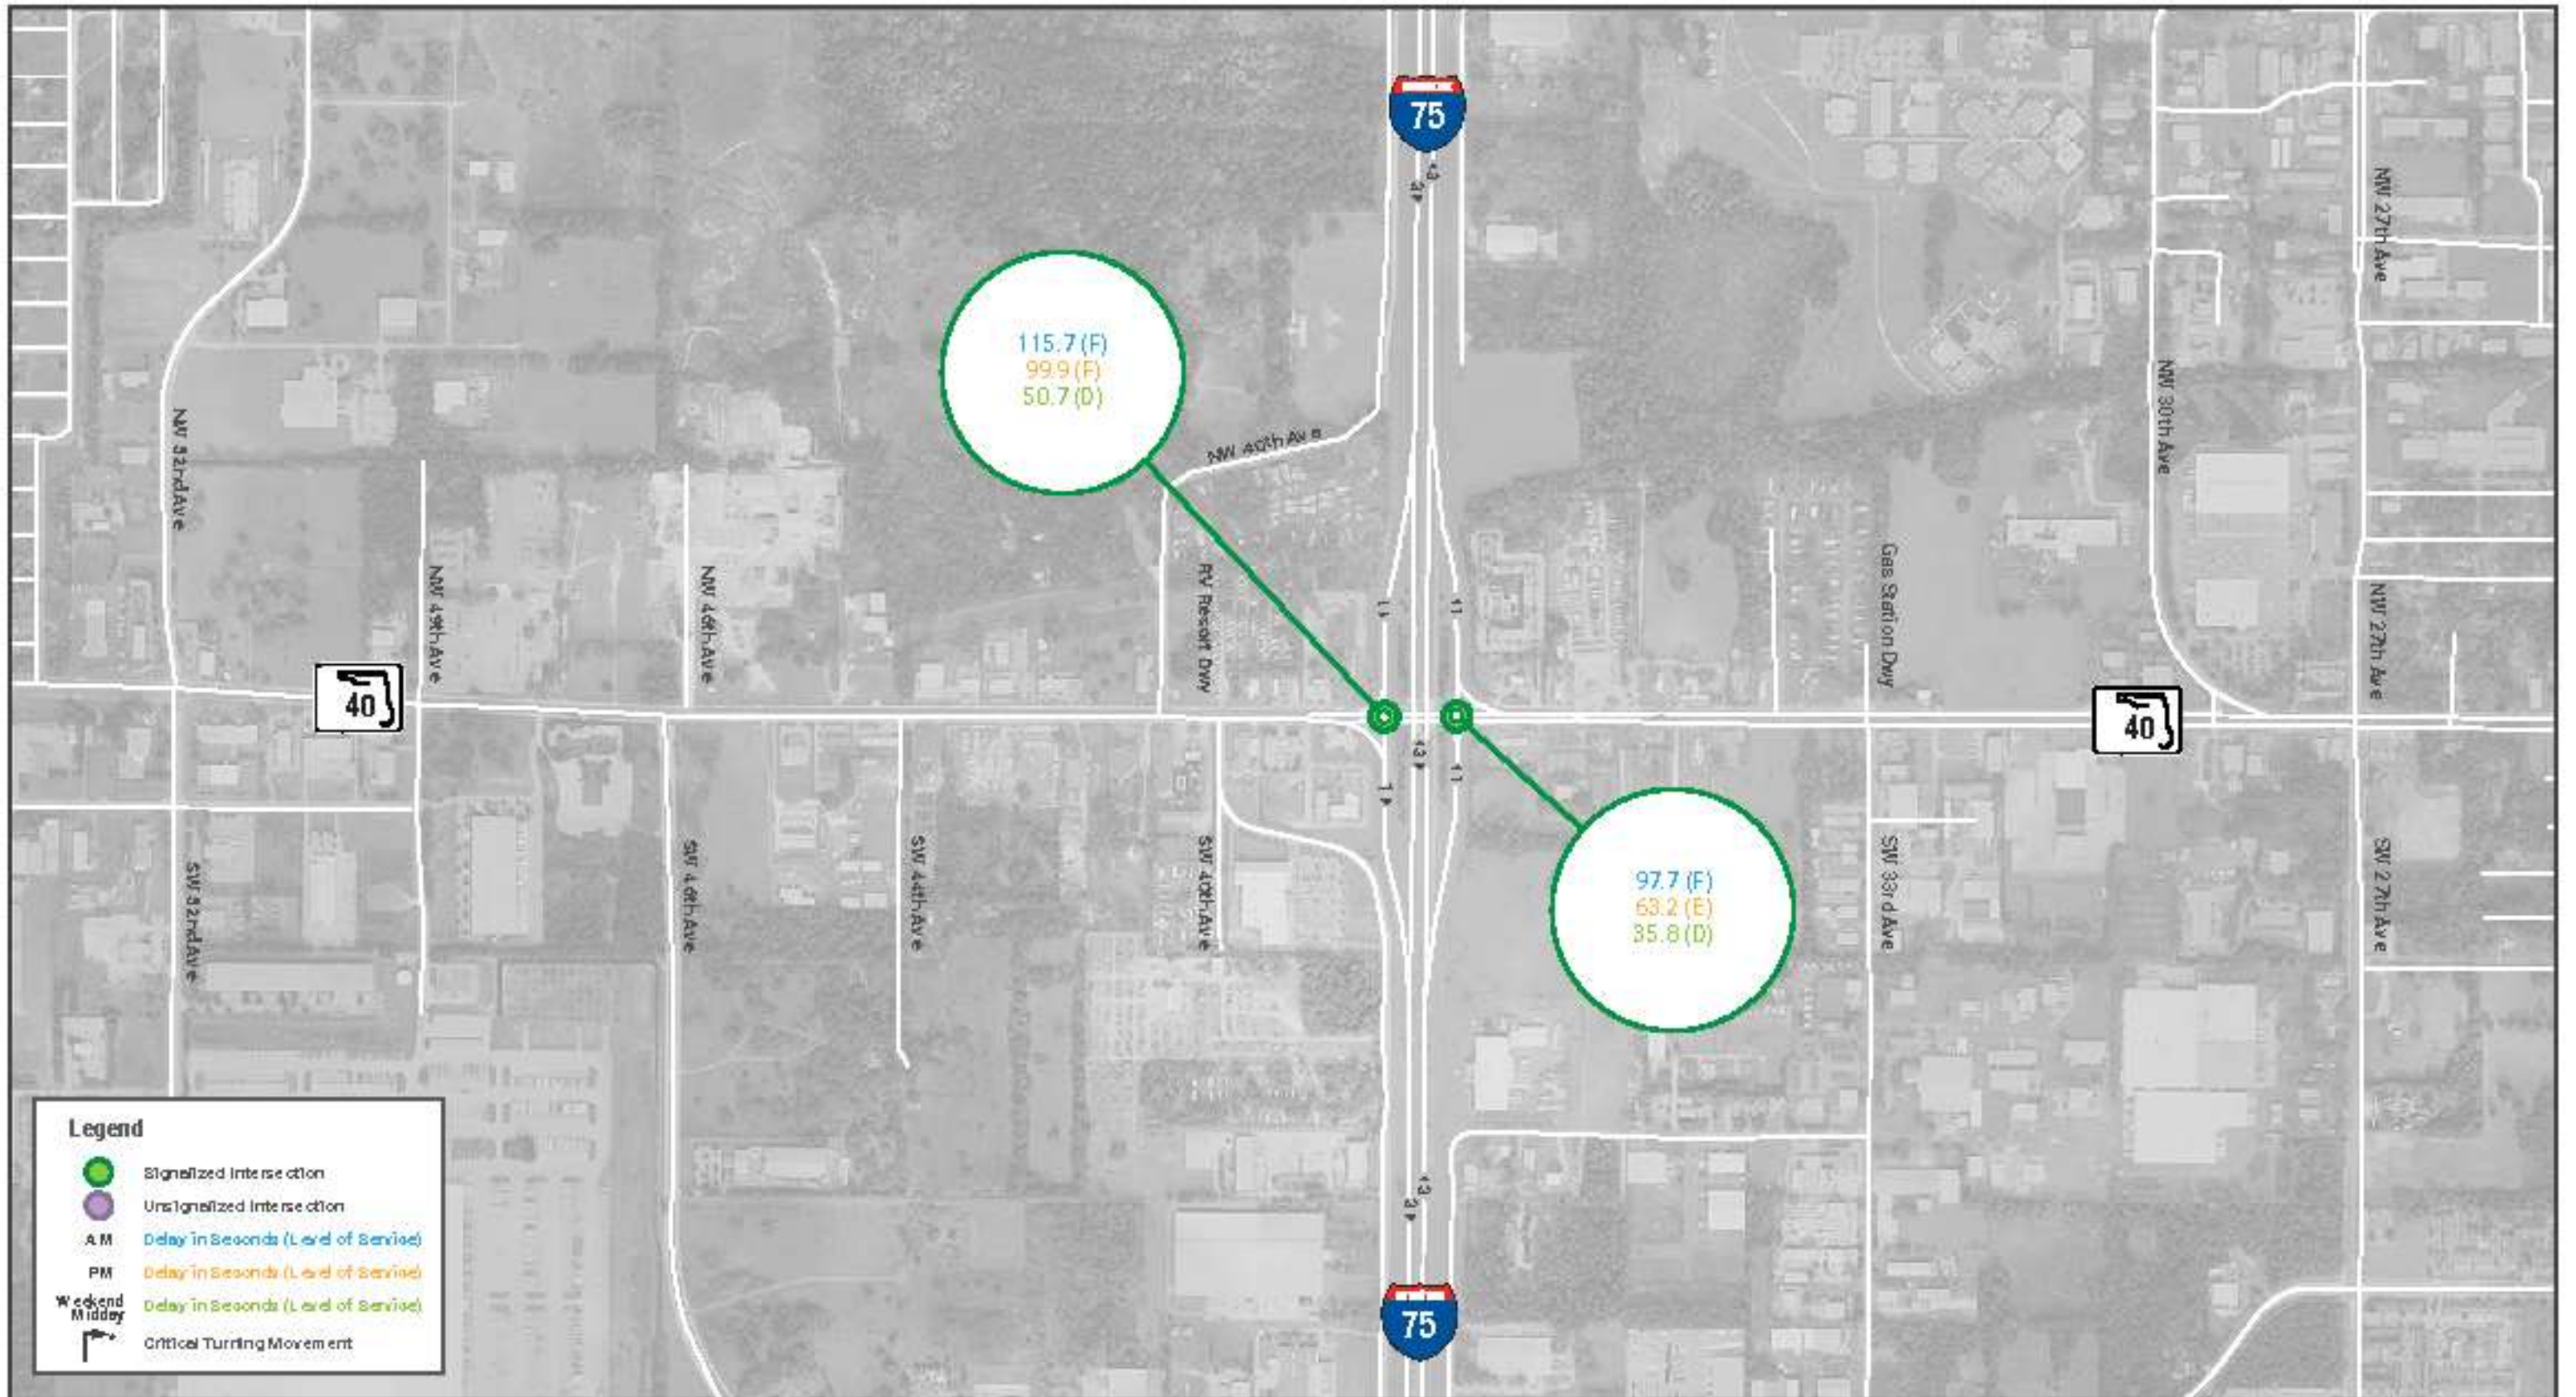 75
NW 27th Ave
115.7 (F)
99.9 (F)
50.7 (D)
NW 30th Ave
NW 40th Ave
NW 52nd Ave
Gas Station Dwy
NW 49th Ave
NW 46th Ave
RV Resort Dwy
NW 27th Ave
40
40
SW 52nd Ave
SW 46th Ave
SW 44th Ave
SW 40th Ave
SW 33rd Ave
SW 27th Ave
97.7 (F)
63.2 (E)
35.8 (D)
Legend
Signalized Intersection
Unsignalized Intersection
AM Delay in Seconds (Level of Service)
PM Delay in Seconds (Level of Service)
Weekend
Midday Delay in Seconds (Level of Service)
Critical Turning Movement
75